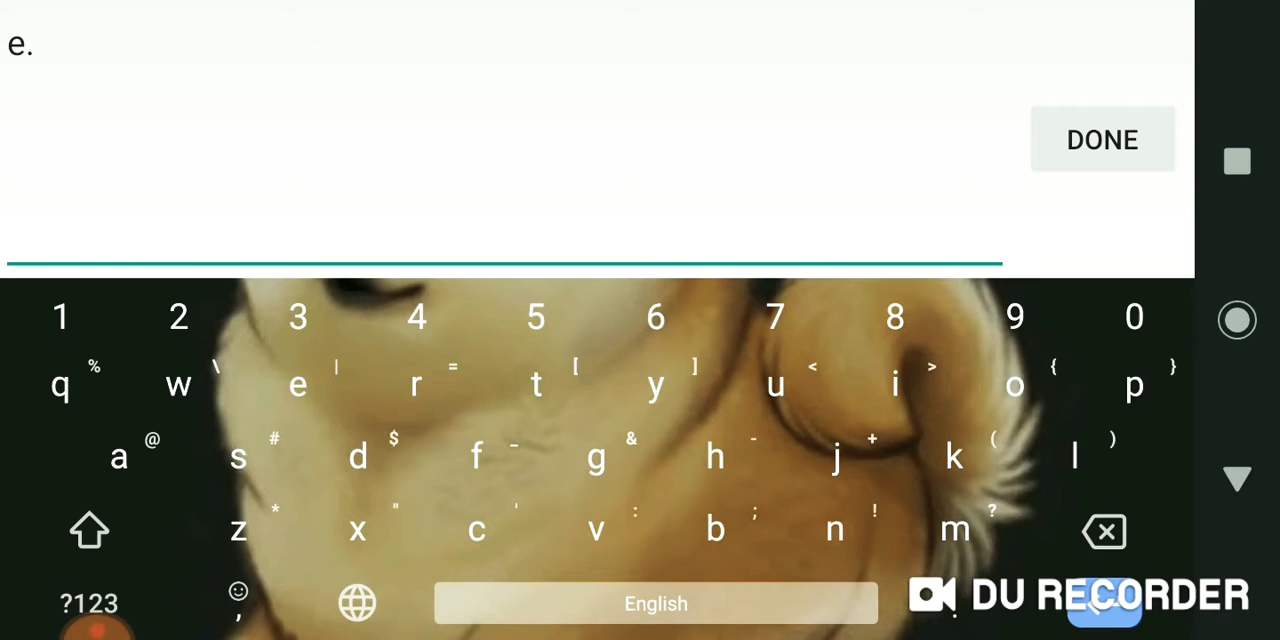 e.
DONE
1 2 3 4 5 6 7 8 9 0
q % w \ e | r = t [ y ] u < i > o { p }
a @ s # d $ f _ g & h - j + k ( l )
z * x " c ' v : b ; n ! m ?
?123 , English .
DU RECORDER